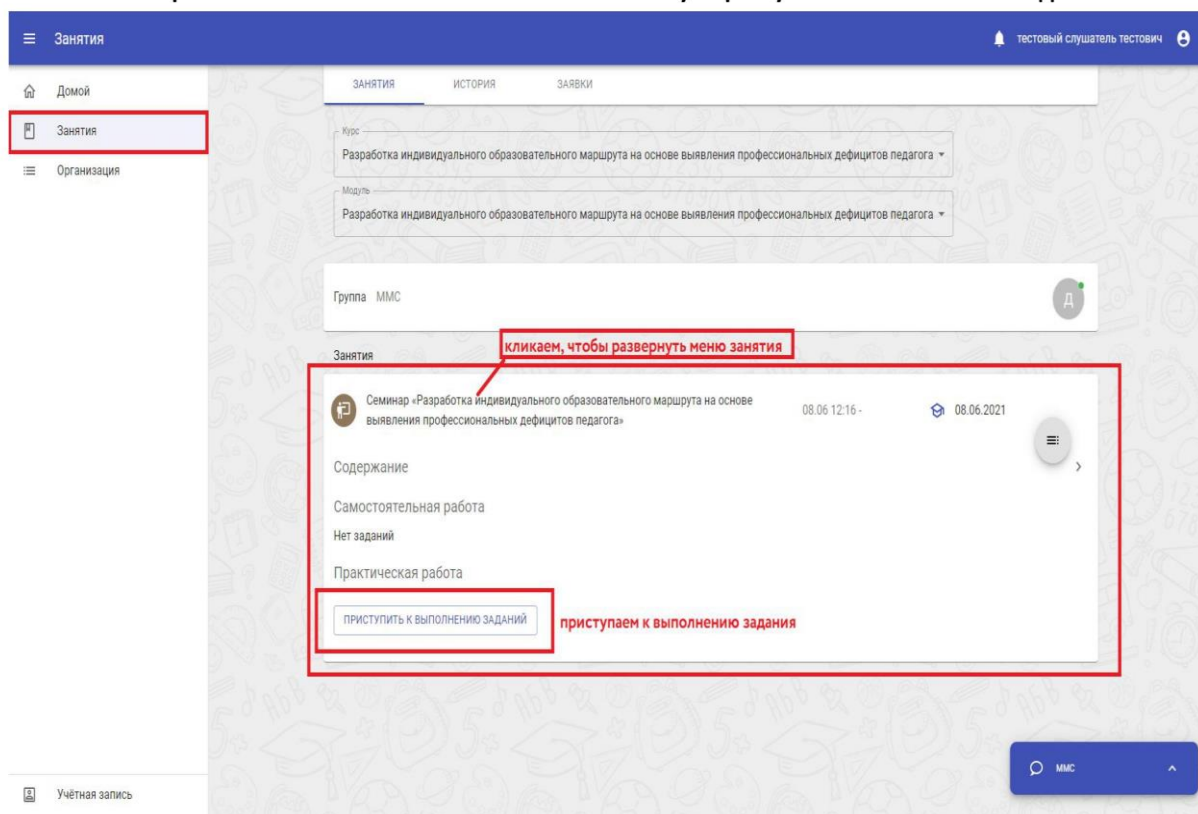 Занятия
тестовый слушатель тестович
Домой
Занятия
Организация
ЗАНЯТИЯ ИСТОРИЯ ЗАЯВКИ
Курс
Разработка индивидуального образовательного маршрута на основе выявления профессиональных дефицитов педагога
Модуль
Разработка индивидуального образовательного маршрута на основе выявления профессиональных дефицитов педагога
Группа ММС
Д
кликаем, чтобы развернуть меню занятия
Занятия
Семинар «Разработка индивидуального образовательного маршрута на основе
выявления профессиональных дефицитов педагога»
08.06 12:16 -
08.06.2021
Содержание
Самостоятельная работа
Нет заданий
Практическая работа
ПРИСТУПИТЬ К ВЫПОЛНЕНИЮ ЗАДАНИЙ
приступаем к выполнению задания
ММС
Учётная запись